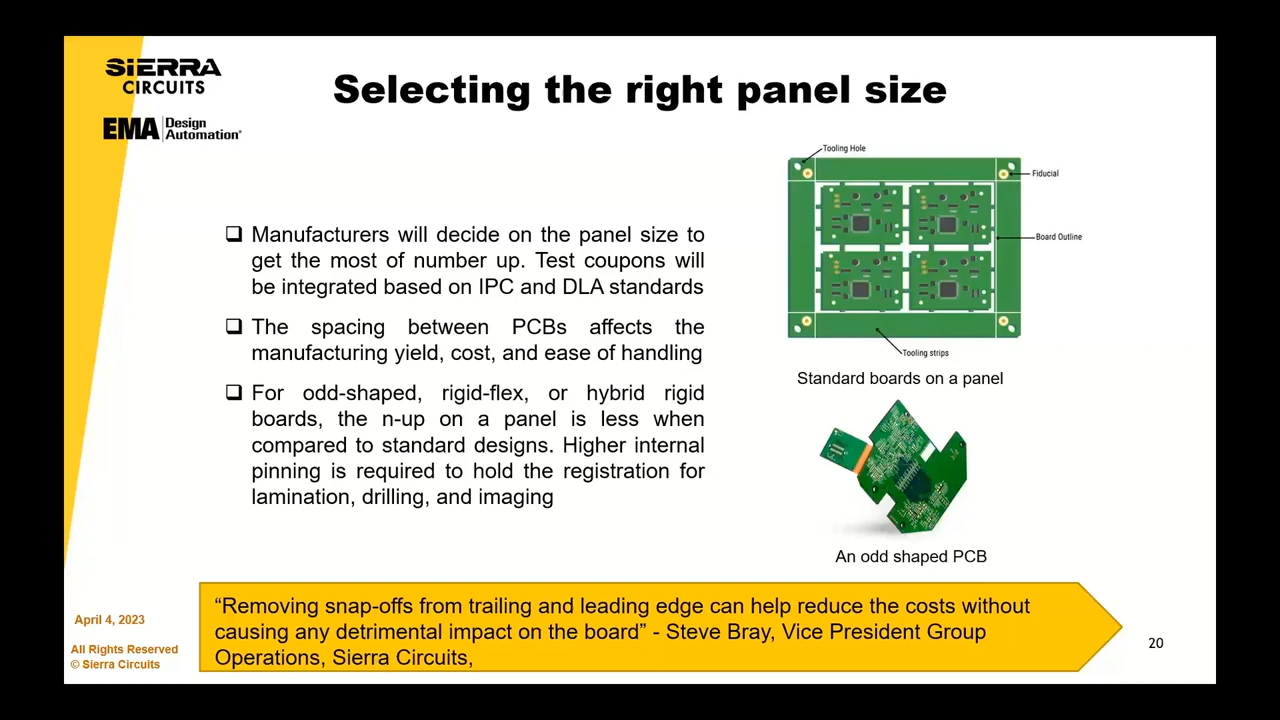 SiERRA
CIRCUITS
EMA Design
Automation®
Selecting the right panel size
❑ Manufacturers will decide on the panel size to
get the most of number up. Test coupons will
be integrated based on IPC and DLA standards
❑ The spacing between PCBs affects the
manufacturing yield, cost, and ease of handling
❑ For odd-shaped, rigid-flex, or hybrid rigid
boards, the n-up on a panel is less when
compared to standard designs. Higher internal
pinning is required to hold the registration for
lamination, drilling, and imaging
Tooling Hole
Fiducial
Board Outline
Tooling strips
Standard boards on a panel
An odd shaped PCB
“Removing snap-offs from trailing and leading edge can help reduce the costs without
causing any detrimental impact on the board” - Steve Bray, Vice President Group
Operations, Sierra Circuits,
April 4, 2023
All Rights Reserved
© Sierra Circuits
20